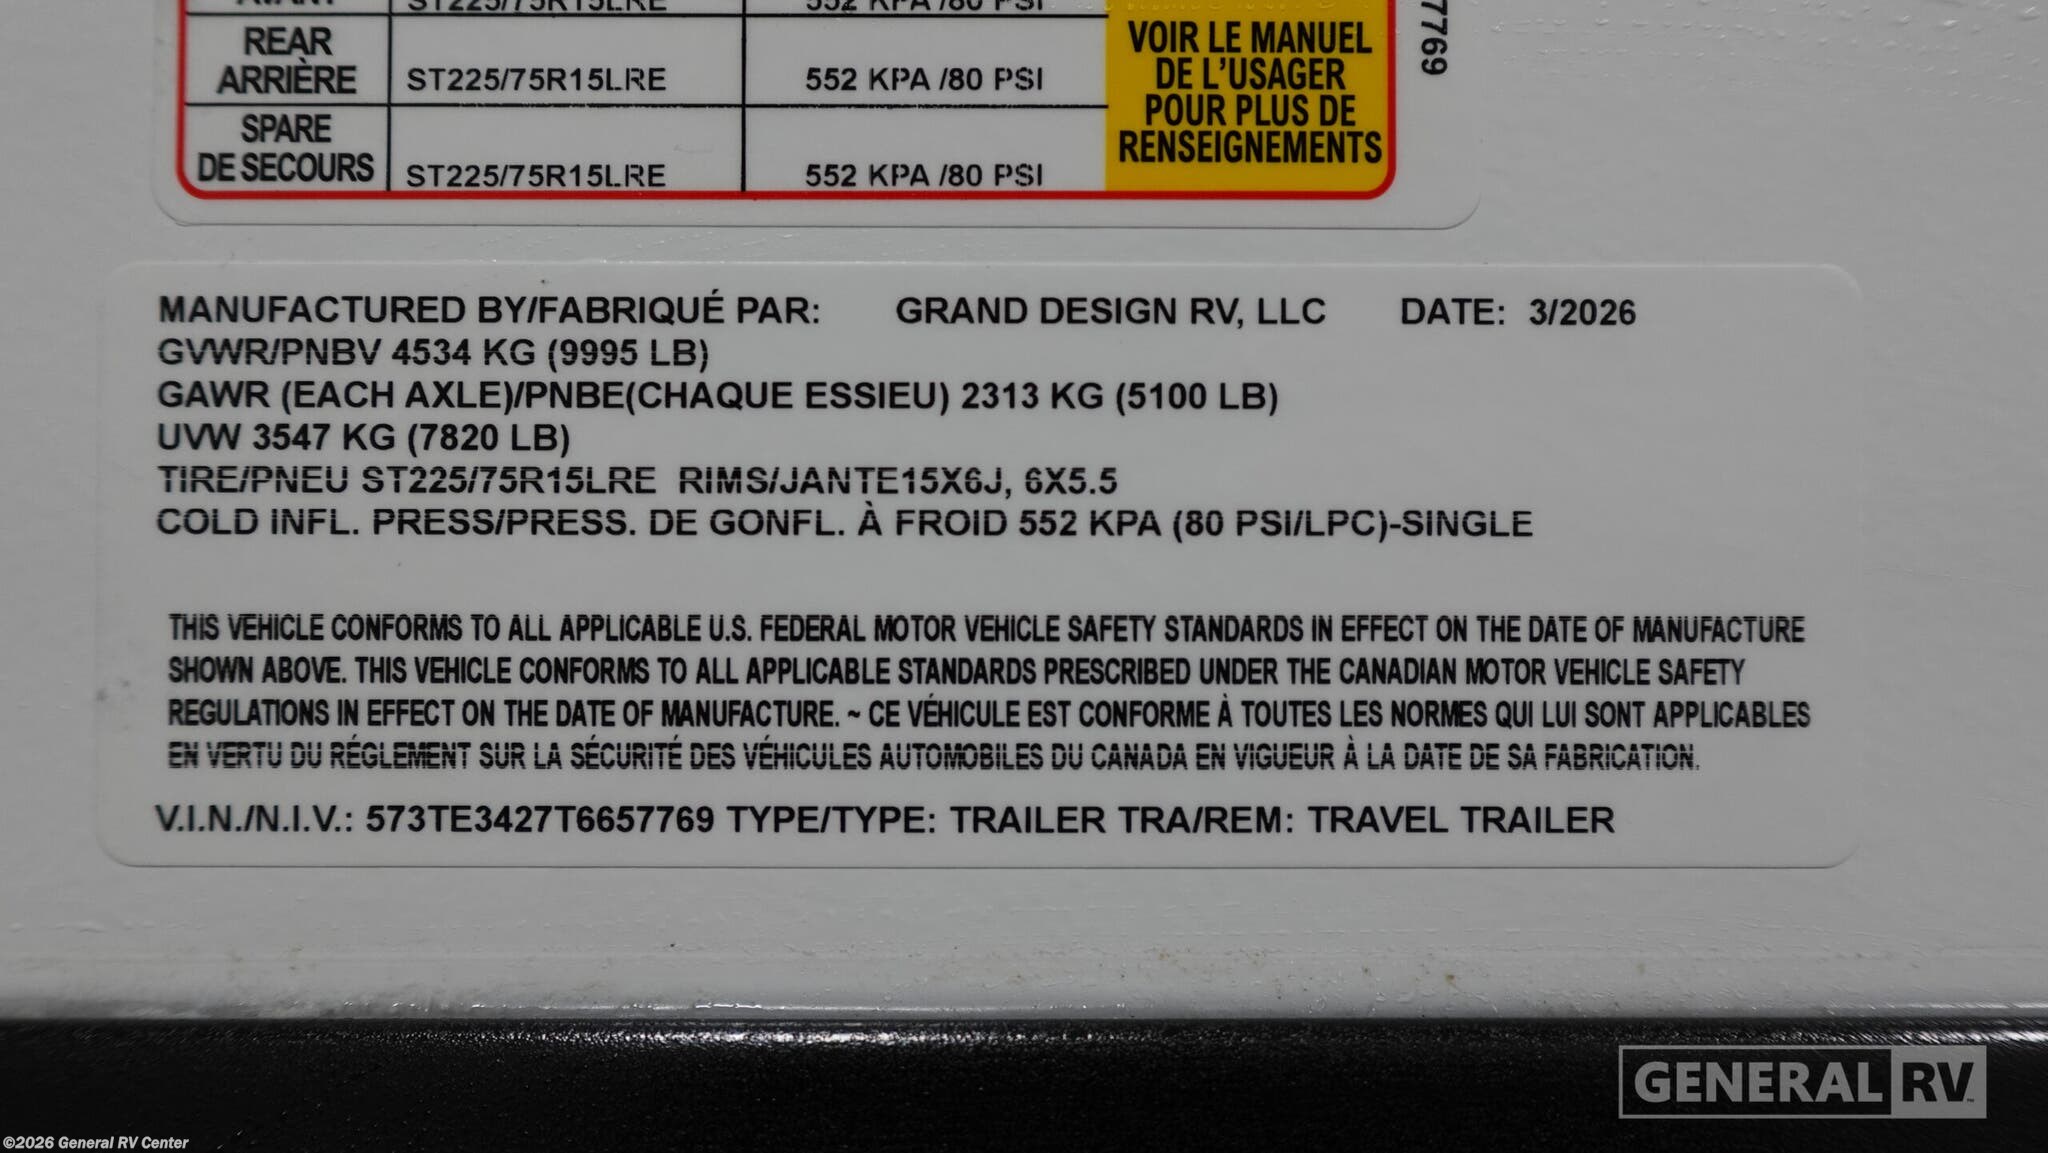 AVANT ST225/75R15LRE 552 KPA /80 PSI
REAR
ARRIÈRE ST225/75R15LRE 552 KPA /80 PSI
SPARE
DE SECOURS ST225/75R15LRE 552 KPA /80 PSI
VOIR LE MANUEL
DE L'USAGER
POUR PLUS DE
RENSEIGNEMENTS
7769
MANUFACTURED BY/FABRIQUÉ PAR: GRAND DESIGN RV, LLC DATE: 3/2026
GVWR/PNBV 4534 KG (9995 LB)
GAWR (EACH AXLE)/PNBE(CHAQUE ESSIEU) 2313 KG (5100 LB)
UVW 3547 KG (7820 LB)
TIRE/PNEU ST225/75R15LRE RIMS/JANTE15X6J, 6X5.5
COLD INFL. PRESS/PRESS. DE GONFL. À FROID 552 KPA (80 PSI/LPC)-SINGLE
THIS VEHICLE CONFORMS TO ALL APPLICABLE U.S. FEDERAL MOTOR VEHICLE SAFETY STANDARDS IN EFFECT ON THE DATE OF MANUFACTURE
SHOWN ABOVE. THIS VEHICLE CONFORMS TO ALL APPLICABLE STANDARDS PRESCRIBED UNDER THE CANADIAN MOTOR VEHICLE SAFETY
REGULATIONS IN EFFECT ON THE DATE OF MANUFACTURE. ~ CE VÉHICULE EST CONFORME À TOUTES LES NORMES QUI LUI SONT APPLICABLES
EN VERTU DU RÉGLEMENT SUR LA SÉCURITÉ DES VÉHICULES AUTOMOBILES DU CANADA EN VIGUEUR À LA DATE DE SA FABRICATION.
V.I.N./N.I.V.: 573TE3427T6657769 TYPE/TYPE: TRAILER TRA/REM: TRAVEL TRAILER
GENERAL RV
©2026 General RV Center